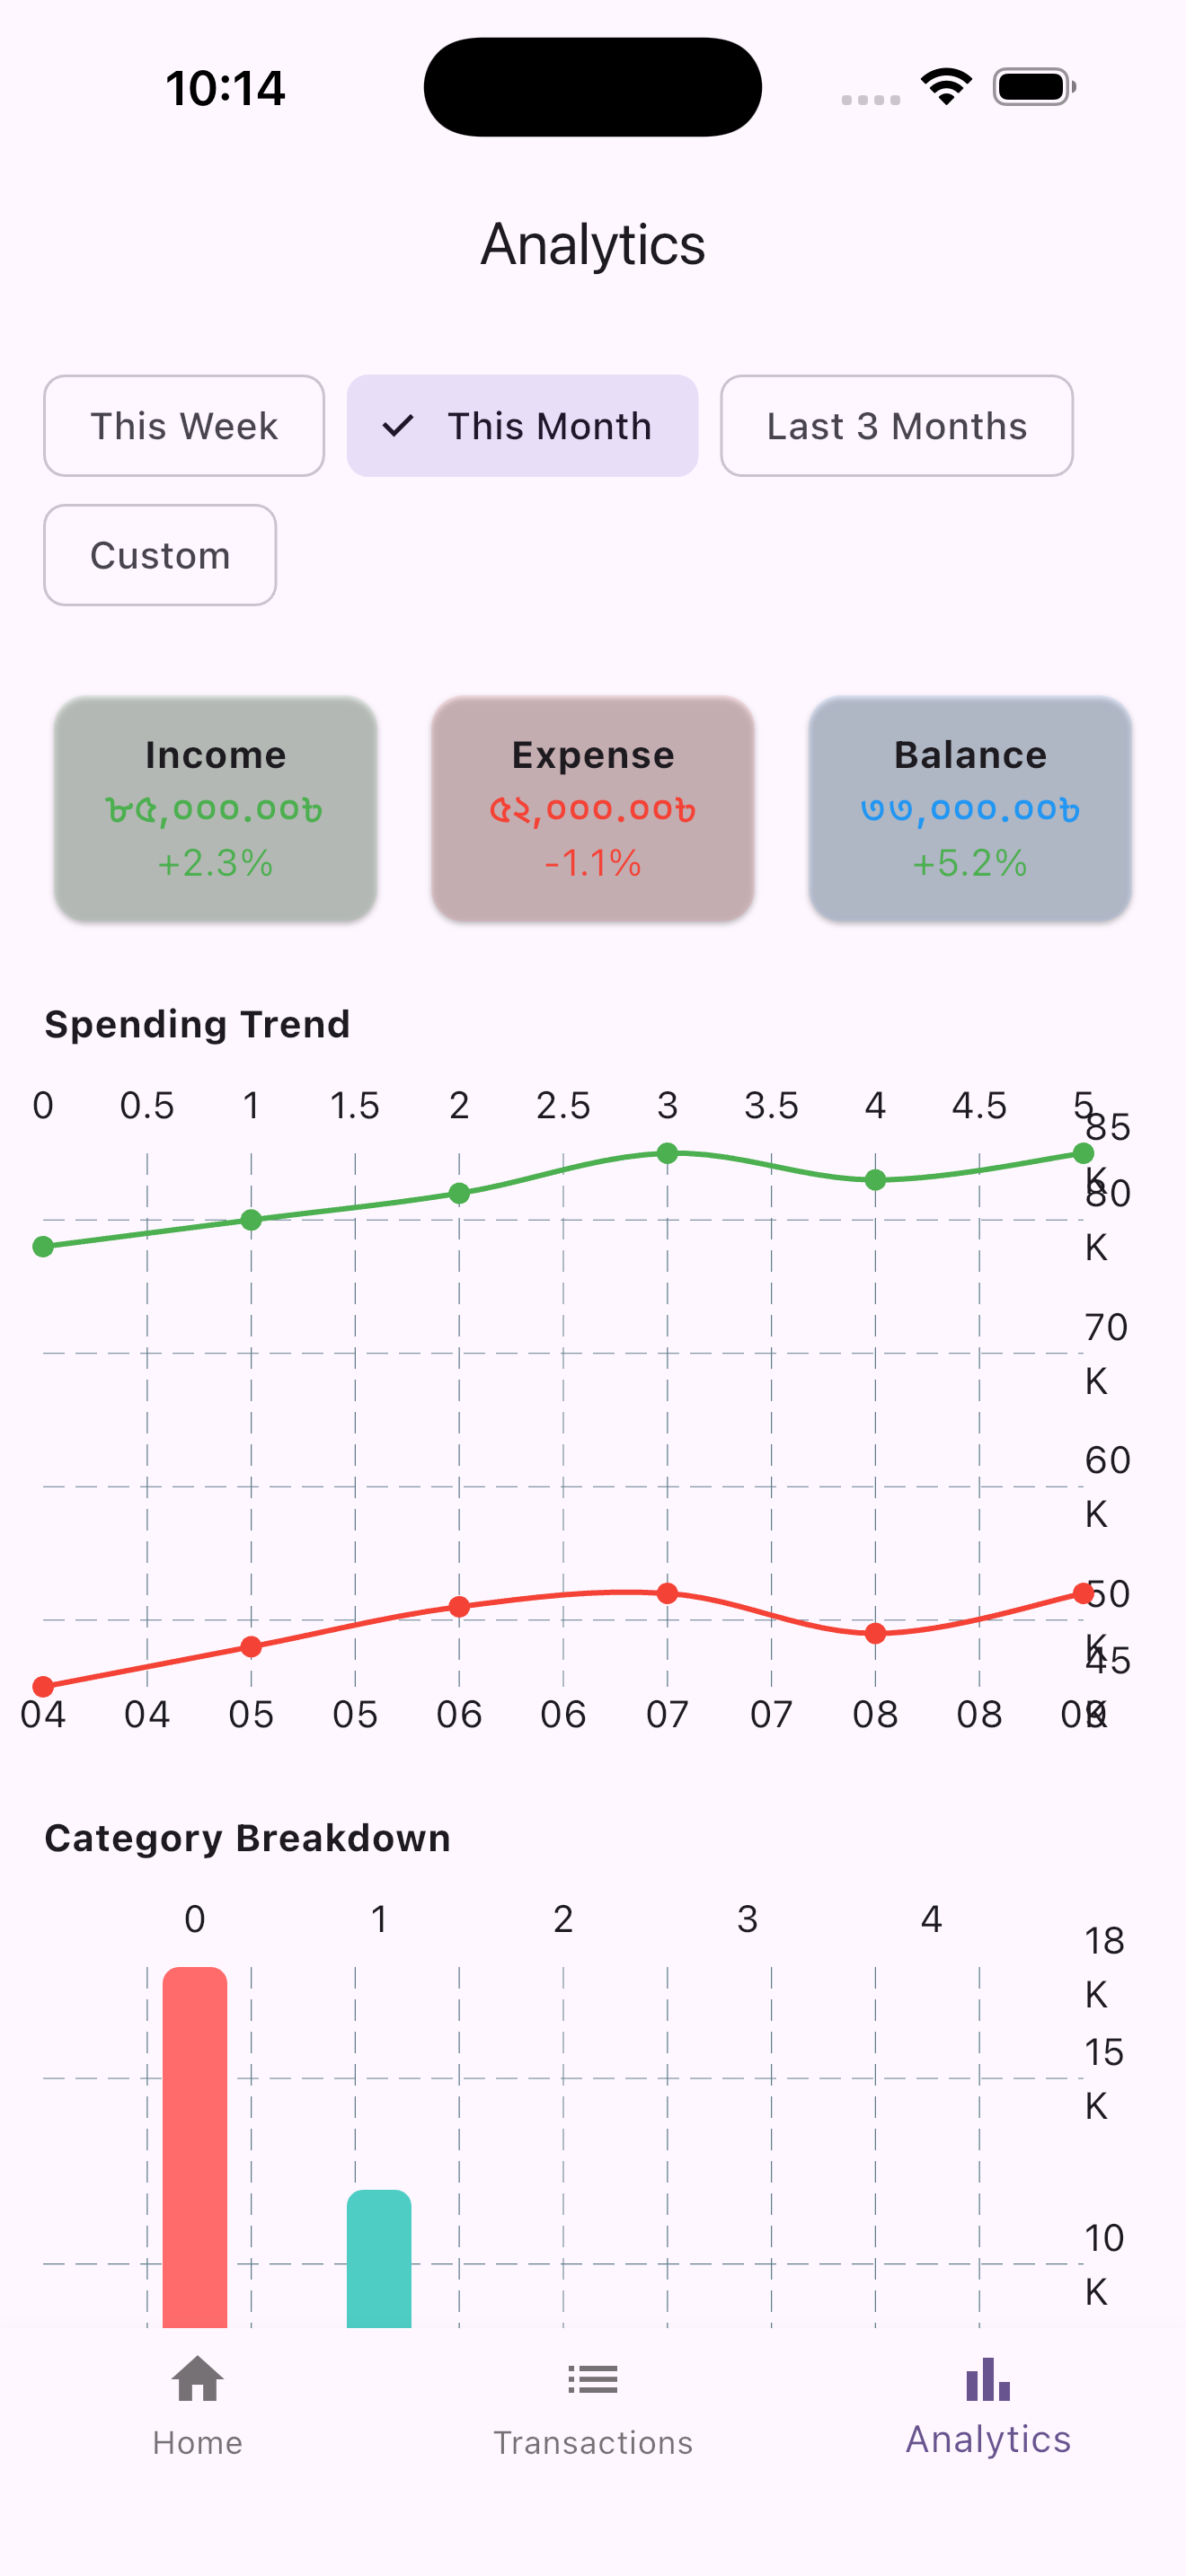 10:14
Analytics
This Week
This Month
Last 3 Months
Custom
Income
৮৫,০০০.০০৳
+2.3%
Expense
৫২,০০০.০০৳
-1.1%
Balance
৩৩,০০০.০০৳
+5.2%
Spending Trend
0 0.5 1 1.5 2 2.5 3 3.5 4 4.5 5
85
K
80
K
70
K
60
K
50
K
45
K
04 04 05 05 06 06 07 07 08 08 09
Category Breakdown
0 1 2 3 4
18
K
15
K
10
K
Home
Transactions
Analytics